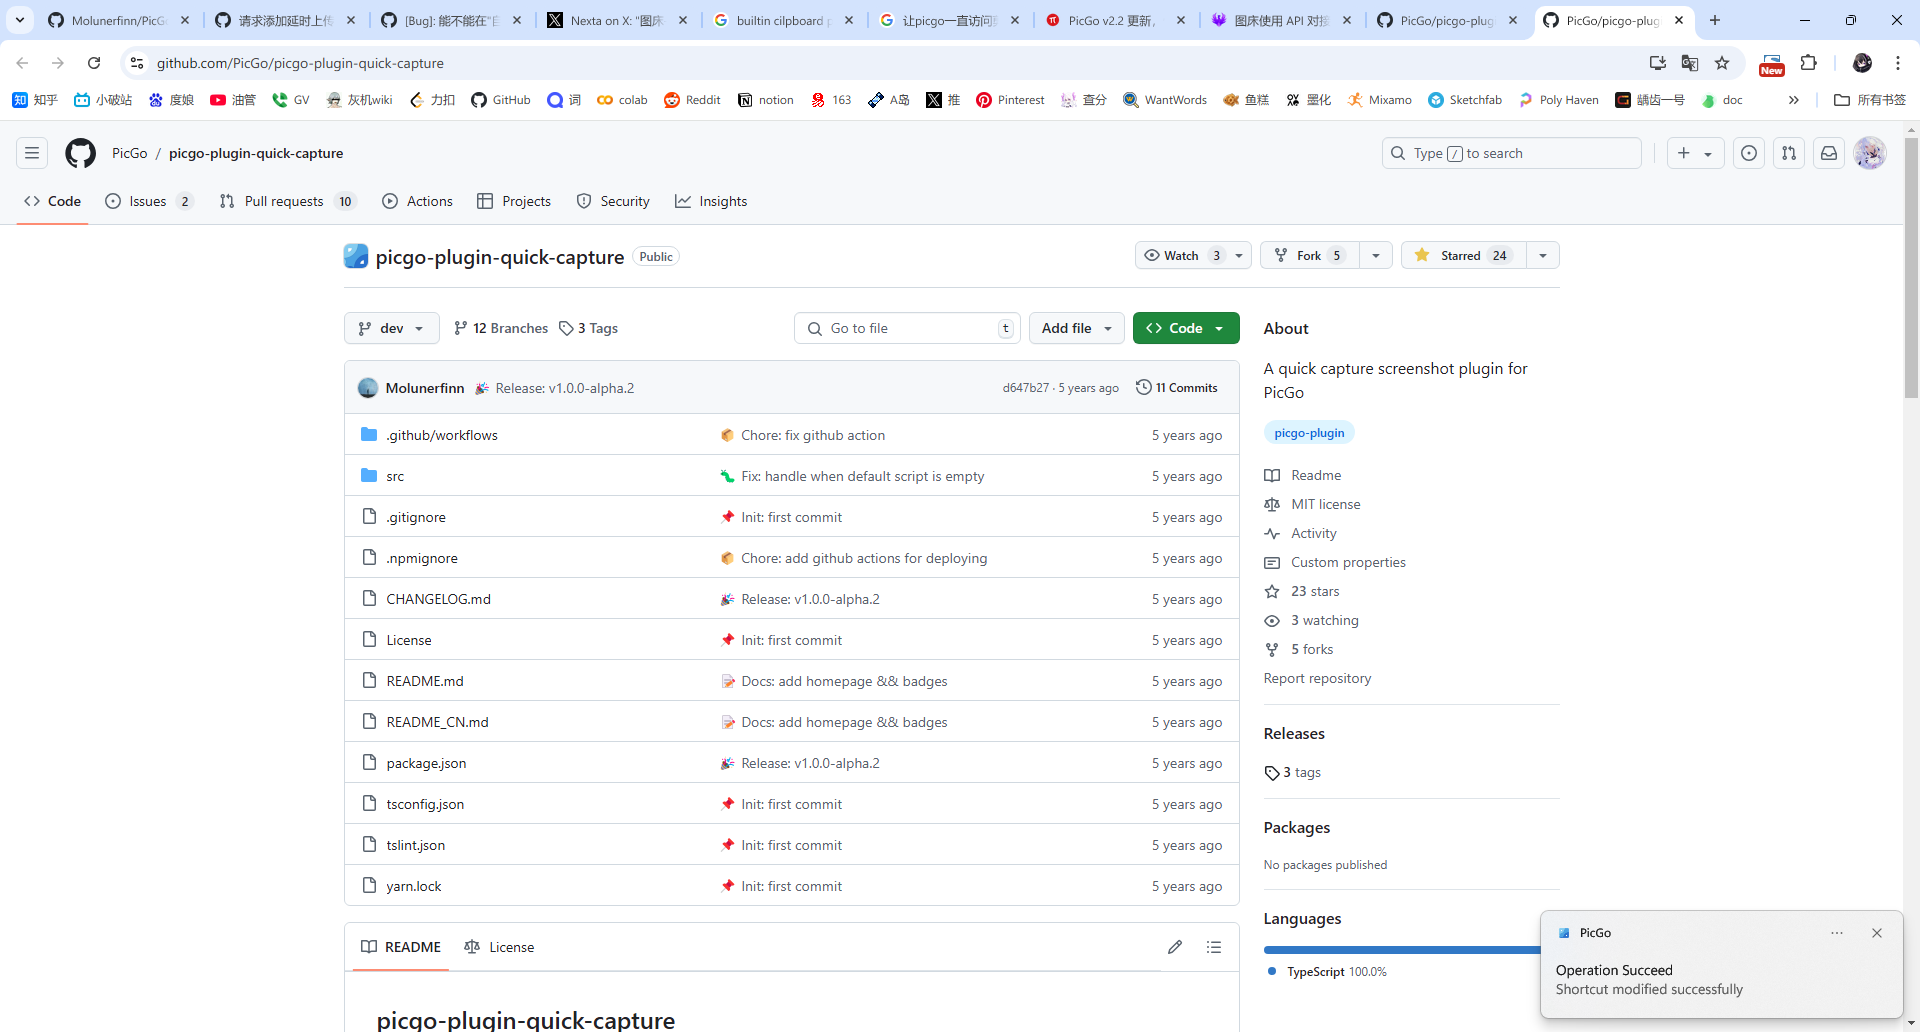 Molunerfinn/PicG
请求添加延时上传
[Bug]: 能不能在"自
Nexta on X: "图床
builtin cilpboard p
让picgo一直访问
PicGo v2.2 更新,
图床使用 API 对接
PicGo/picgo-plug
PicGo/picgo-plug
github.com/PicGo/picgo-plugin-quick-capture
New
知 知乎
小破站
度娘
油管
GV
灰机wiki
力扣
GitHub
词
colab
Reddit
notion
163
A岛
推
Pinterest
查分
WantWords
鱼糕
墨化
Mixamo
Sketchfab
Poly Haven
龋齿一号
doc
所有书签
PicGo / picgo-plugin-quick-capture
Type / to search
Code
Issues 2
Pull requests 10
Actions
Projects
Security
Insights
picgo-plugin-quick-capture Public
Watch 3
Fork 5
Starred 24
dev
12 Branches
3 Tags
Go to file t
Add file
Code
Molunerfinn Release: v1.0.0-alpha.2 d647b27 · 5 years ago 11 Commits
.github/workflows Chore: fix github action 5 years ago
src Fix: handle when default script is empty 5 years ago
.gitignore Init: first commit 5 years ago
.npmignore Chore: add github actions for deploying 5 years ago
CHANGELOG.md Release: v1.0.0-alpha.2 5 years ago
License Init: first commit 5 years ago
README.md Docs: add homepage && badges 5 years ago
README_CN.md Docs: add homepage && badges 5 years ago
package.json Release: v1.0.0-alpha.2 5 years ago
tsconfig.json Init: first commit 5 years ago
tslint.json Init: first commit 5 years ago
yarn.lock Init: first commit 5 years ago
README
License
picgo-plugin-quick-capture
About
A quick capture screenshot plugin for
PicGo
picgo-plugin
Readme
MIT license
Activity
Custom properties
23 stars
3 watching
5 forks
Report repository
Releases
3 tags
Packages
No packages published
Languages
TypeScript 100.0%
PicGo
Operation Succeed
Shortcut modified successfully